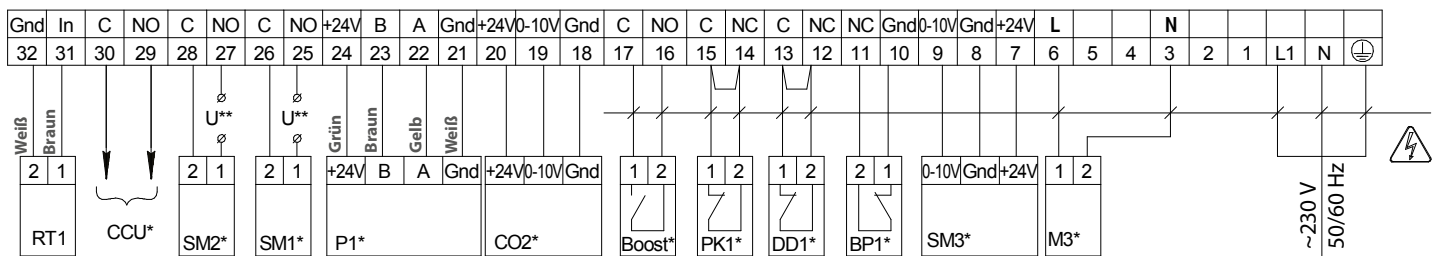 Gnd In C NO C NO C NO +24V B A Gnd +24V 0-10V Gnd C NO C NC C NC NC Gnd 0-10V Gnd +24V L N
32 31 30 29 28 27 26 25 24 23 22 21 20 19 18 17 16 15 14 13 12 11 10 9 8 7 6 5 4 3 2 1 L1 N
Weiß
Braun
U**
U**
Grün
Braun
Gelb
Weiß
2 1 2 1 2 1 +24V B A Gnd +24V 0-10V Gnd 1 2 1 2 1 2 2 1 0-10V Gnd +24V 1 2
RT1 CCU* SM2* SM1* P1* CO2* Boost* PK1* DD1* BP1* SM3* M3*
~230 V
50/60 Hz